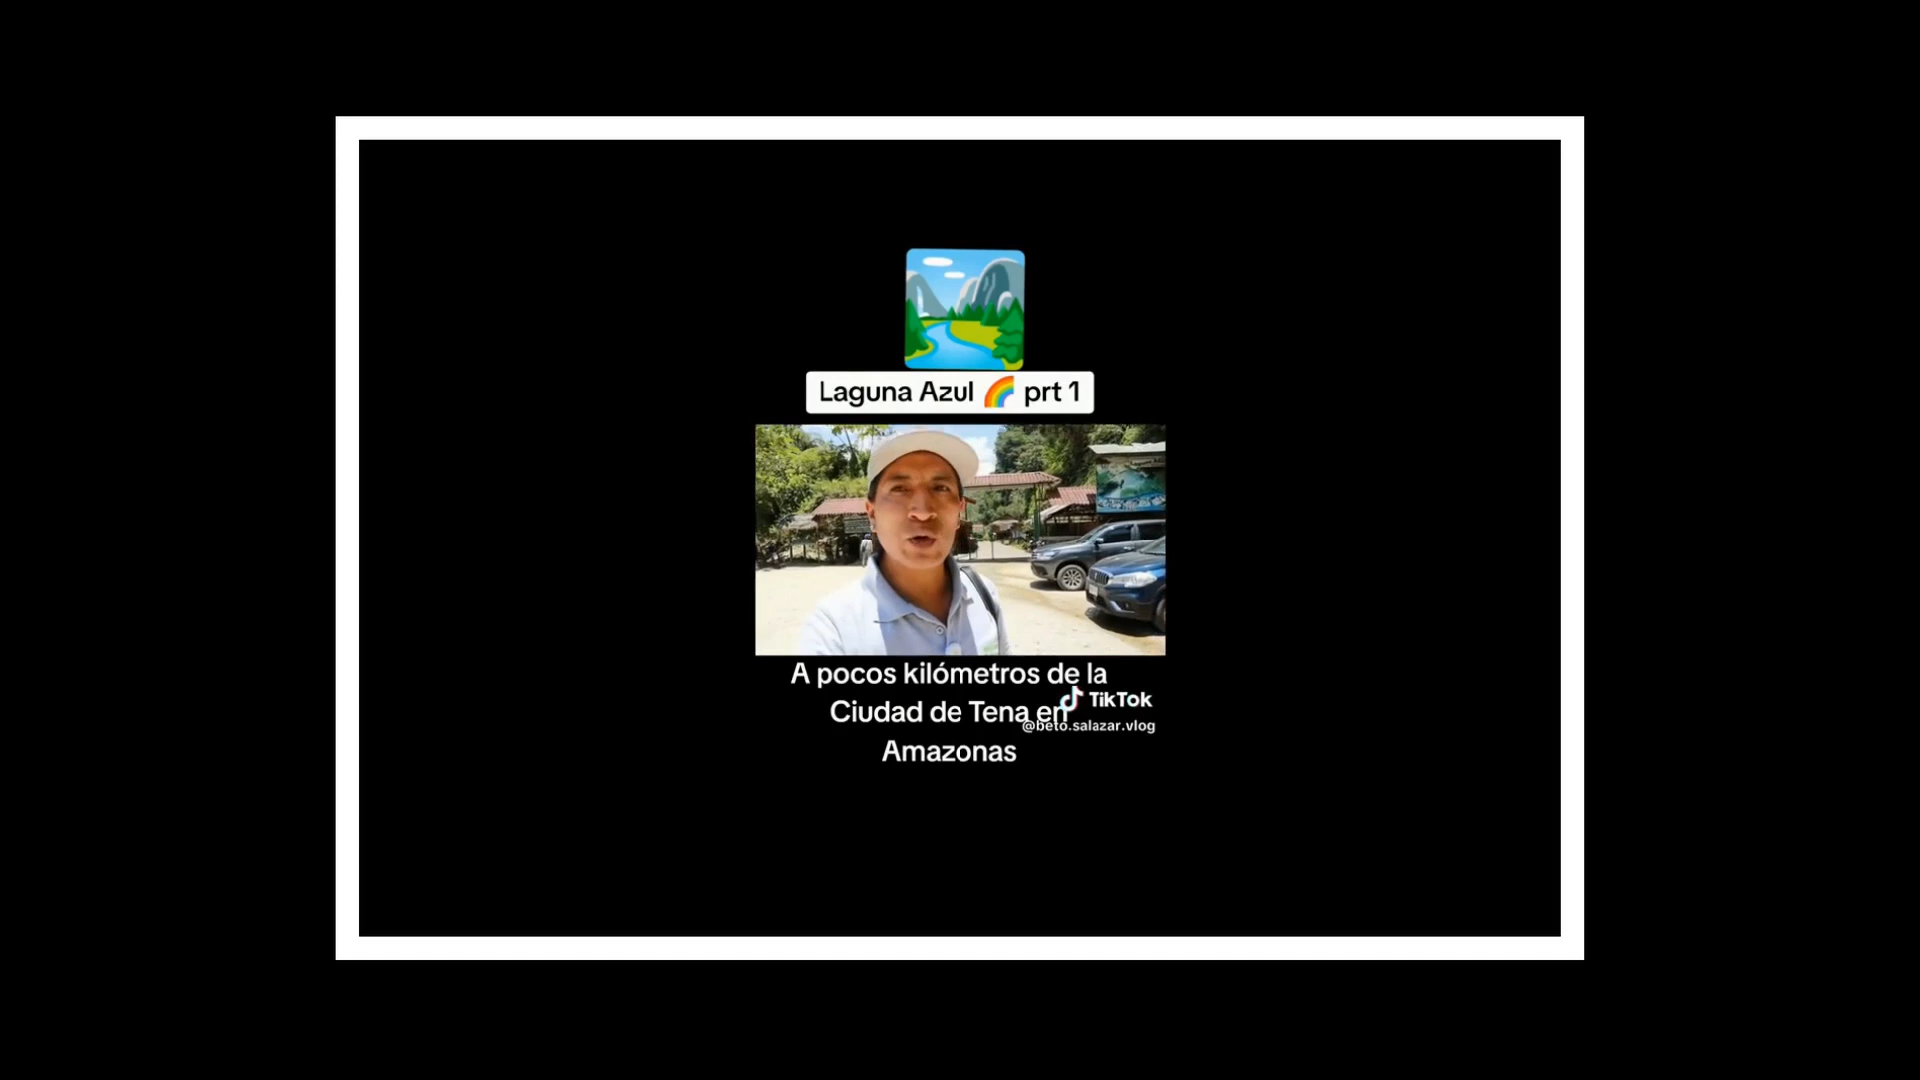 Laguna Azul 🌈 prt 1
A pocos kilómetros de la
Ciudad de Tena en
Amazonas
TikTok
@beto.salazar.vlog